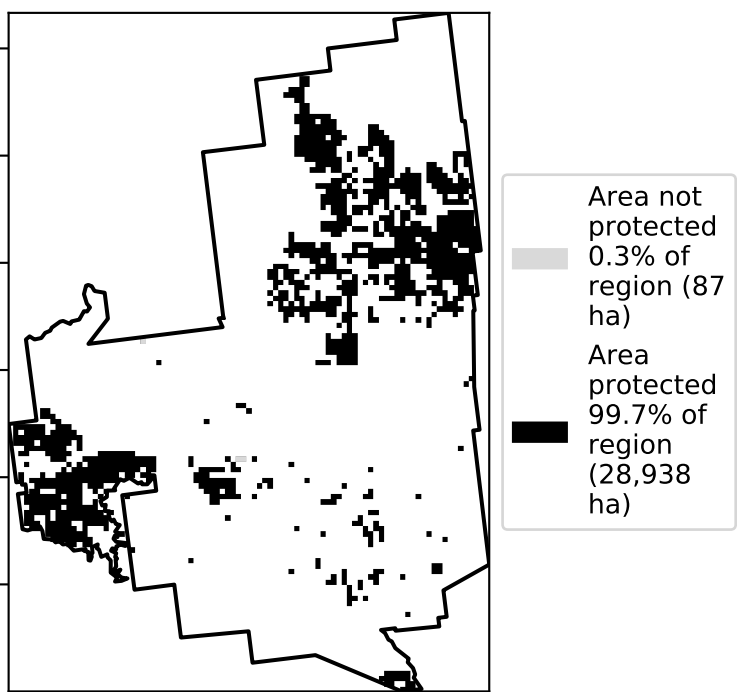 Area not
protected
0.3% of
region (87
ha)
Area
protected
99.7% of
region
(28,938
ha)